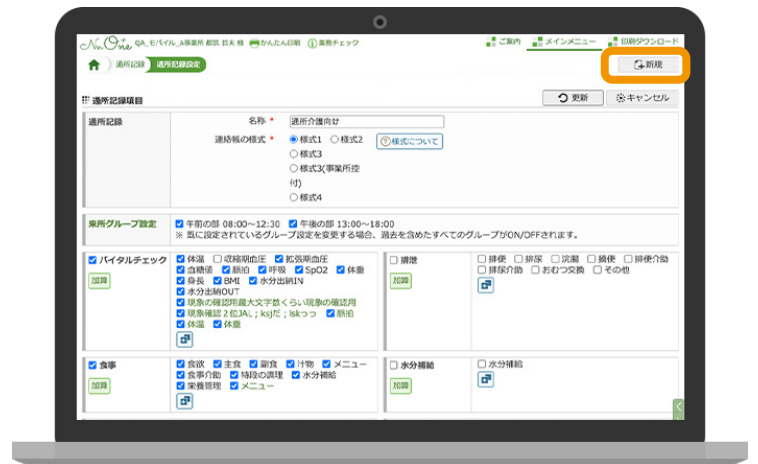 NoOne QA_モバイル_A事業所 都筑 巨夫 様 かんたん印刷 業務チェック ご案内 メインメニュー 印刷ダウンロード
通所記録 通所記録設定 新規
通所記録項目 更新 キャンセル
通所記録 名称 * 通所介護向け
連絡帳の様式 * 様式1 様式2 ?様式について
様式3
様式3(事業所控
付)
様式4
来所グループ設定 午前の部 08:00~12:30 午後の部 13:00~18:00
※ 既に設定されているグループ設定を変更する場合、過去を含めたすべてのグループがON/OFFされます。
バイタルチェック 体温 収縮期血圧 拡張期血圧 排泄 排便 排尿 浣腸 摘便 排便介助
血糖値 脈拍 呼吸 SpO2 体重 排尿介助 おむつ交換 その他
加算 身長 BMI 水分出納IN 加算
水分出納OUT
現象の確認用最大文字数くらい現象の確認用
現象確認2位JAL;ksjだ;lskっっ 脈拍
体温 体重
食事 食欲 主食 副食 汁物 メニュー 水分補給 水分補給
食事介助 特段の調理 水分補給
加算 栄養管理 メニュー 加算